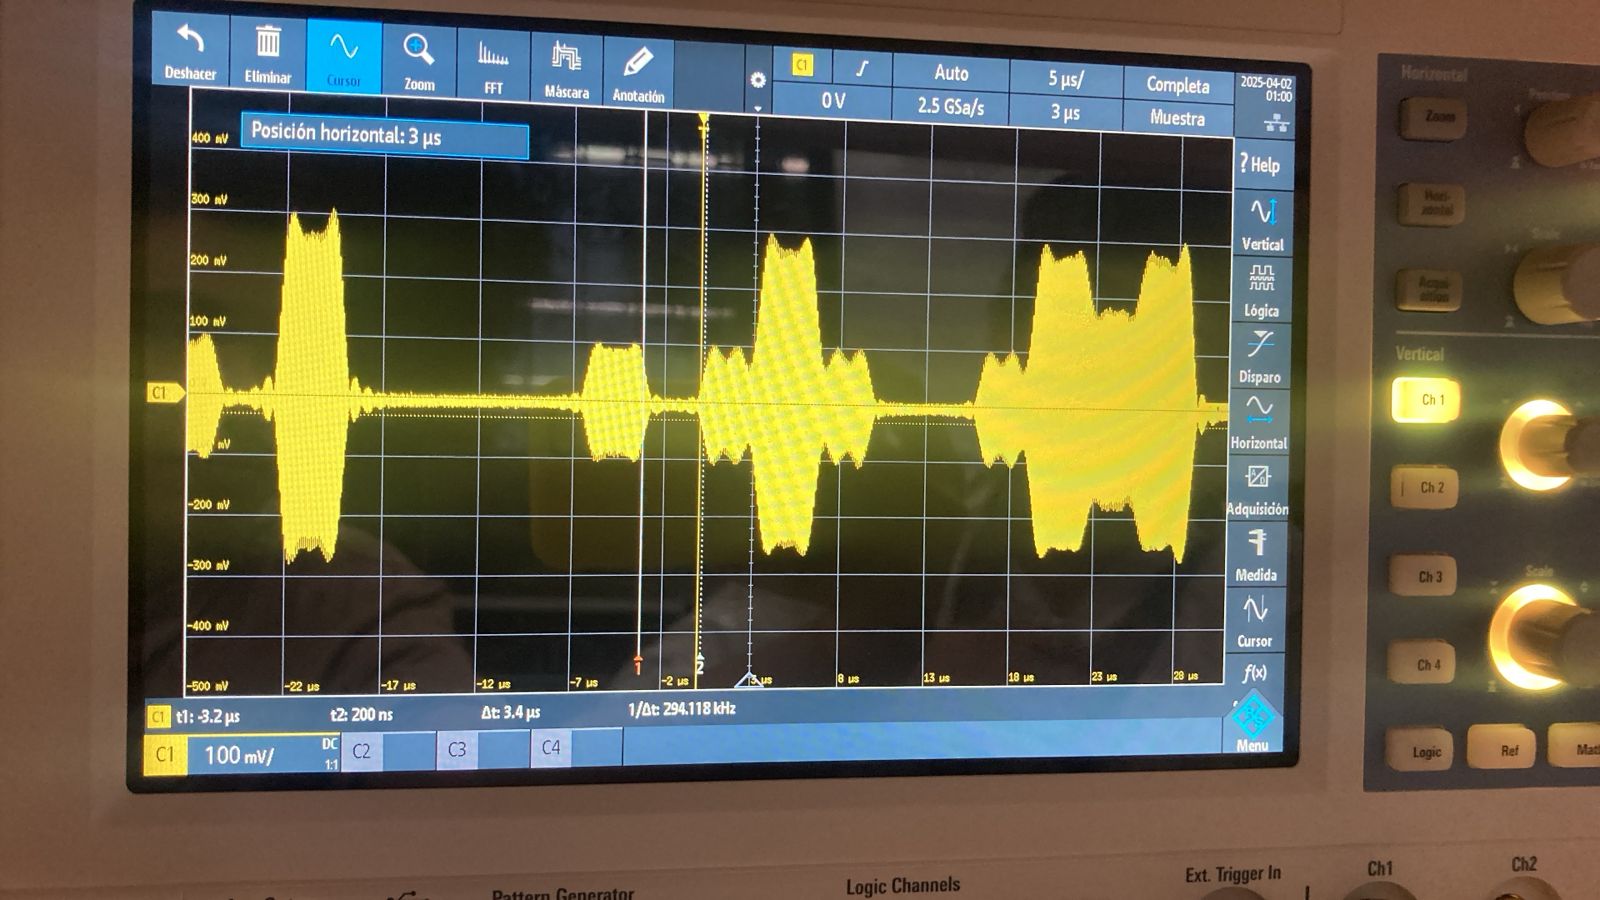 Deshacer
Eliminar
Cursor
Zoom
FFT
Máscara
Anotación
C1
Auto
5 µs/
Completa
2025-04-02
01:00
0 V
2.5 GSa/s
3 µs
Muestra
Posición horizontal: 3 µs
400 mV
300 mV
200 mV
100 mV
C1
mV
-200 mV
-300 mV
-400 mV
-500 mV
-22 µs
-17 µs
-12 µs
-7 µs
-2 µs
3 µs
8 µs
13 µs
18 µs
23 µs
28 µs
1
2
? Help
Vertical
Lógica
Disparo
Horizontal
Adquisición
Medida
Cursor
f(x)
Menu
C1 t1: -3.2 µs
t2: 200 ns
Δt: 3.4 µs
1/Δt: 294.118 kHz
C1
100 mV/
DC
1:1
C2
C3
C4
Horizontal
Position
Zoom
Hori-
zontal
Scale
Acqui-
sition
Vertical
Ch 1
Ch 2
Ch 3
Scale
Ch 4
Logic
Ref
Mat
Pattern Generator
Logic Channels
Ext. Trigger In
Ch1
Ch2